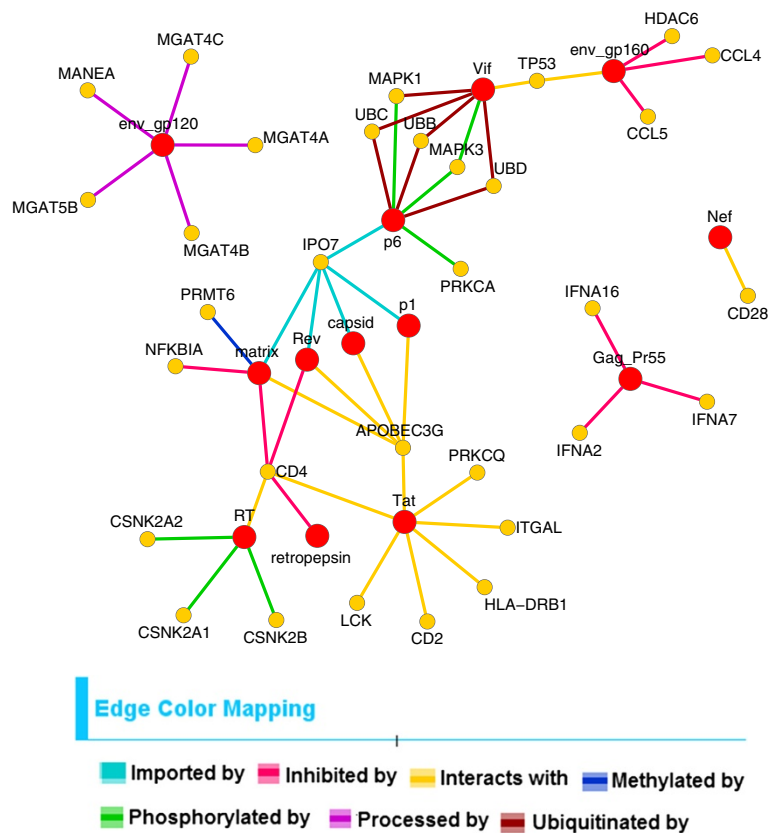 HDAC6
MGAT4C
env_gp160
CCL4
Vif
TP53
MANEA
MAPK1
env_gp120
UBC
UBB
CCL5
MGAT4A
MAPK3
UBD
MGAT5B
Nef
MGAT4B
IPO7
p6
PRKCA
PRMT6
IFNA16
CD28
p1
capsid
Rev
NFKBIA
matrix
Gag_Pr55
IFNA7
APOBEC3G
IFNA2
PRKCQ
CD4
Tat
CSNK2A2
RT
ITGAL
retropepsin
HLA-DRB1
LCK
CSNK2A1
CSNK2B
CD2
Edge Color Mapping
Imported by Inhibited by Interacts with Methylated by
Phosphorylated by Processed by Ubiquitinated by